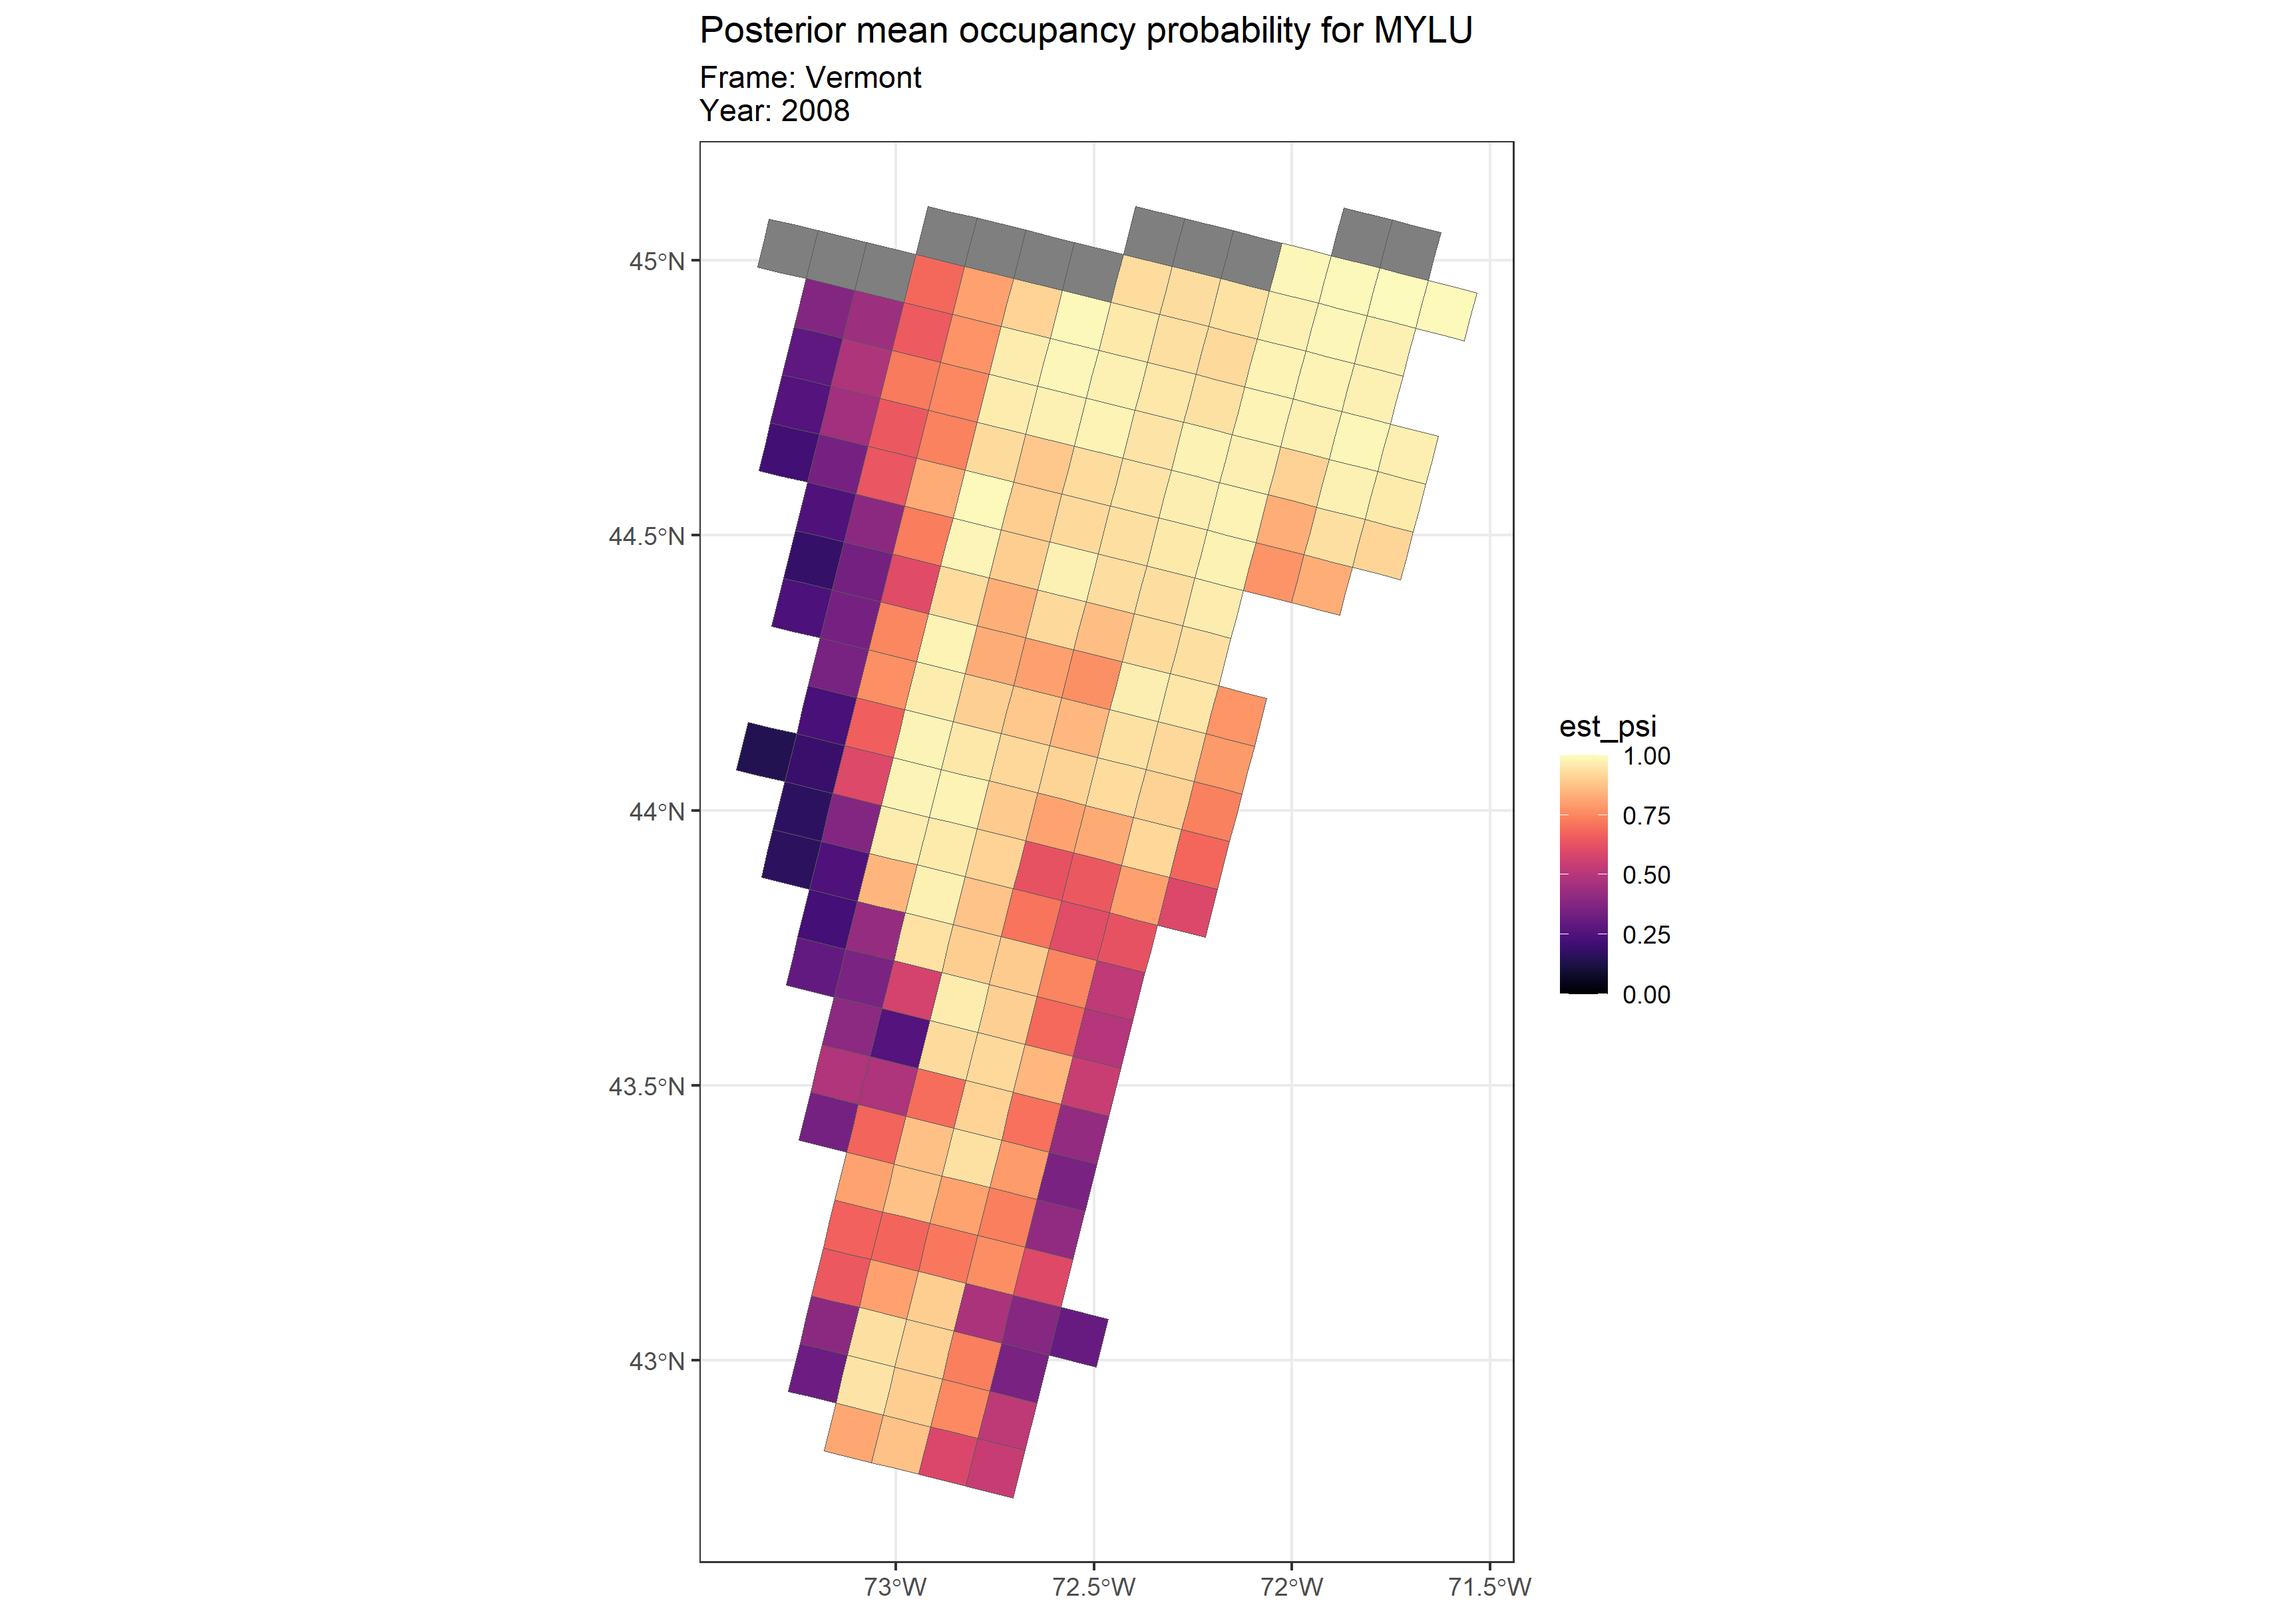 Posterior mean occupancy probability for MYLU
Frame: Vermont
Year: 2008
45°N
44.5°N
44°N
43.5°N
43°N
73°W
72.5°W
72°W
71.5°W
est_psi
1.00
0.75
0.50
0.25
0.00